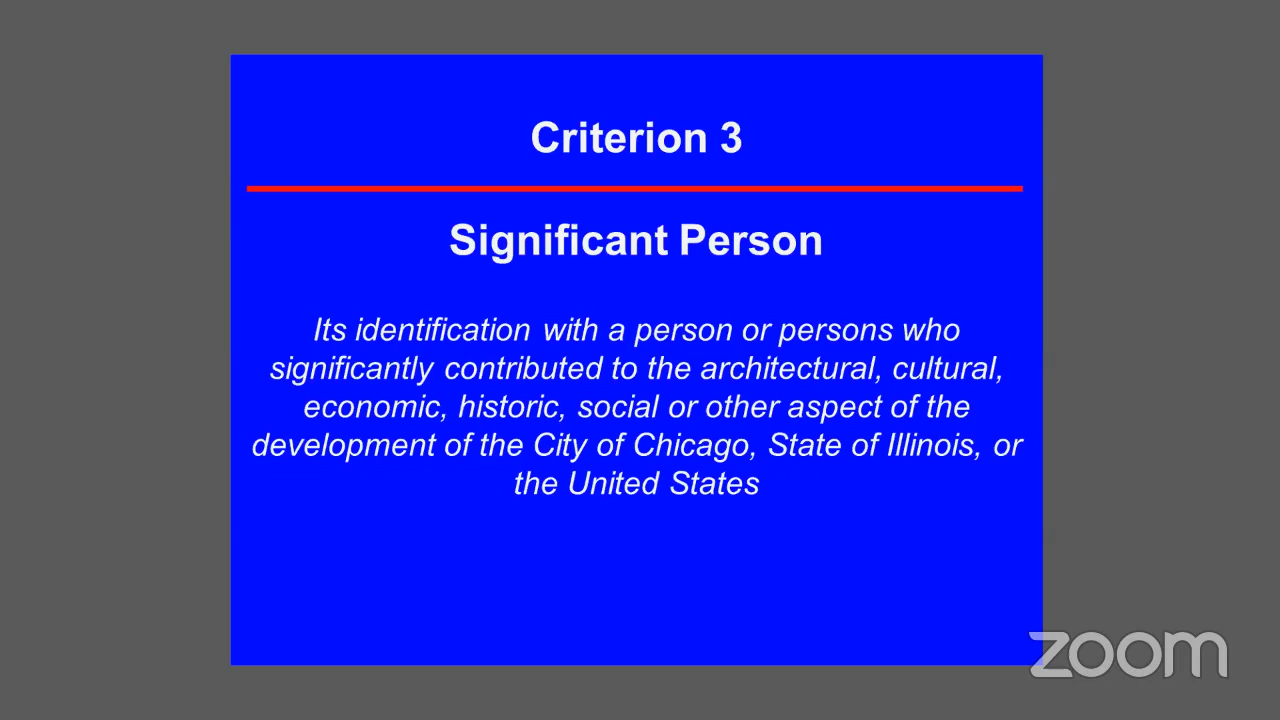 Criterion 3
Significant Person
Its identification with a person or persons who
significantly contributed to the architectural, cultural,
economic, historic, social or other aspect of the
development of the City of Chicago, State of Illinois, or
the United States
zoom